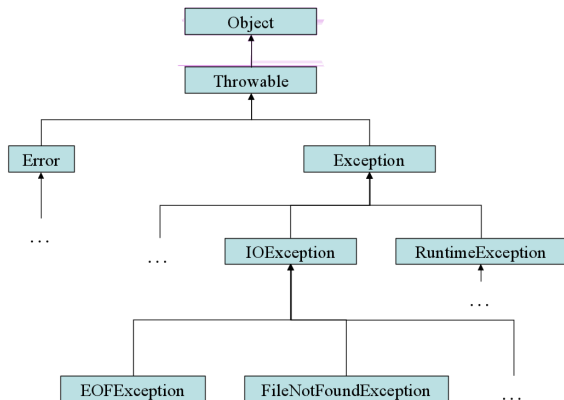 Object
Throwable
Error
Exception
...
...
IOException
RuntimeException
...
EOFException
FileNotFoundException
...